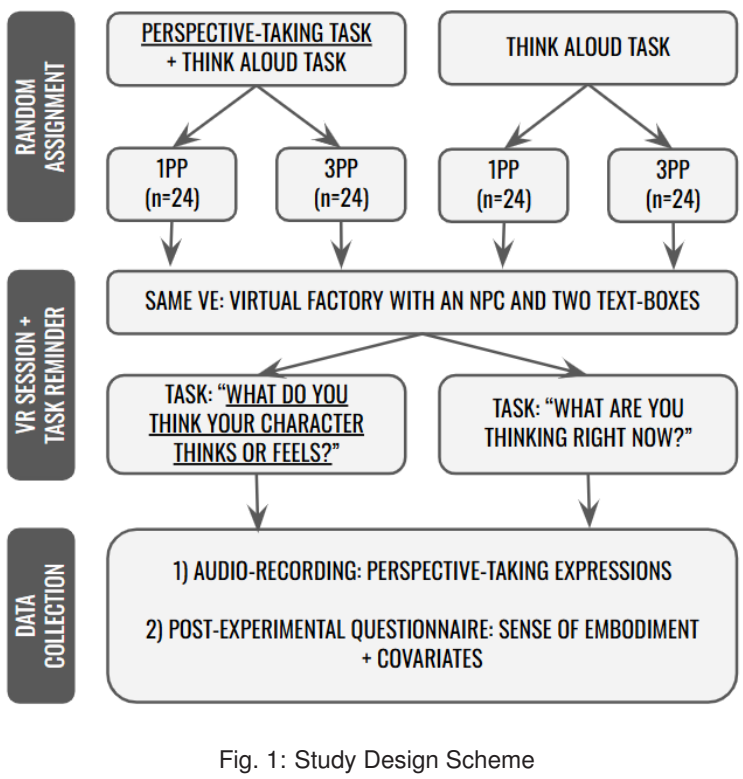 RANDOM
ASSIGNMENT
PERSPECTIVE-TAKING TASK
+ THINK ALOUD TASK
THINK ALOUD TASK
1PP
(n=24)
3PP
(n=24)
1PP
(n=24)
3PP
(n=24)
VR SESSION +
TASK REMINDER
SAME VE: VIRTUAL FACTORY WITH AN NPC AND TWO TEXT-BOXES
TASK: “WHAT DO YOU
THINK YOUR CHARACTER
THINKS OR FEELS?”
TASK: “WHAT ARE YOU
THINKING RIGHT NOW?”
DATA
COLLECTION
1) AUDIO-RECORDING: PERSPECTIVE-TAKING EXPRESSIONS
2) POST-EXPERIMENTAL QUESTIONNAIRE: SENSE OF EMBODIMENT
+ COVARIATES
Fig. 1: Study Design Scheme